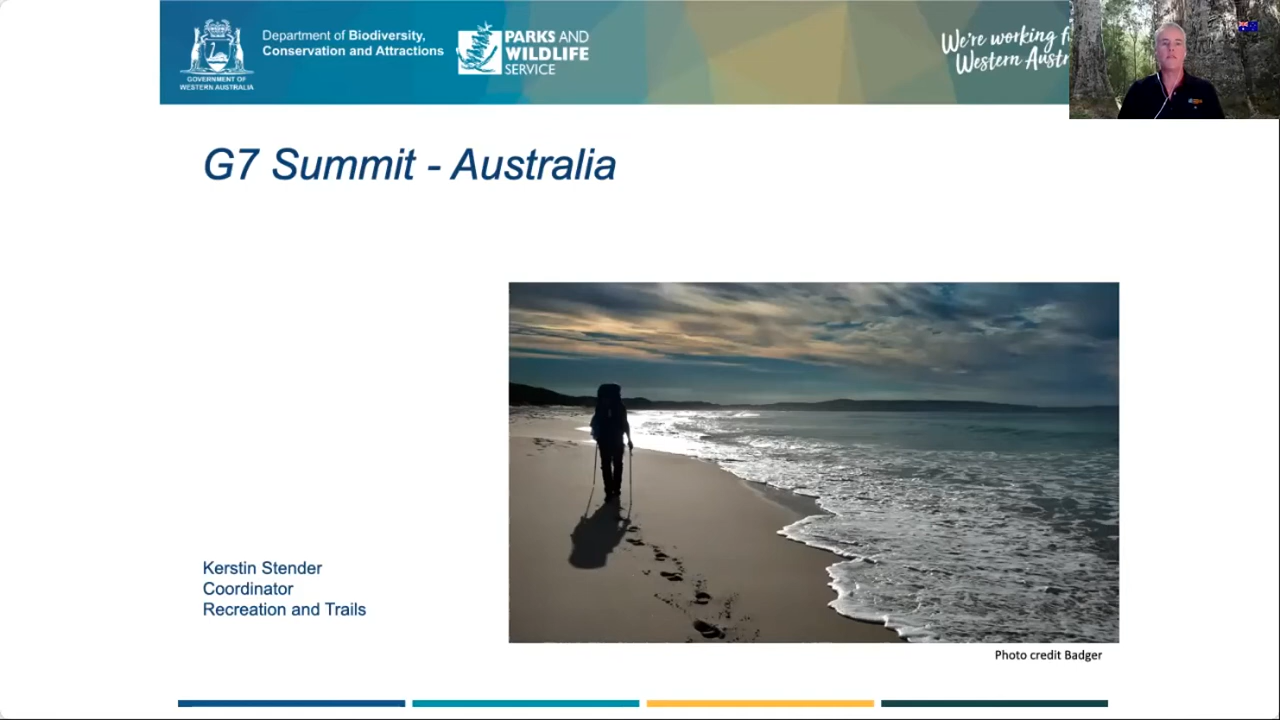 GOVERNMENT OF
WESTERN AUSTRALIA
Department of Biodiversity,
Conservation and Attractions
PARKS AND
WILDLIFE
SERVICE
We're working f
Western Austr
G7 Summit - Australia
Kerstin Stender
Coordinator
Recreation and Trails
Photo credit Badger